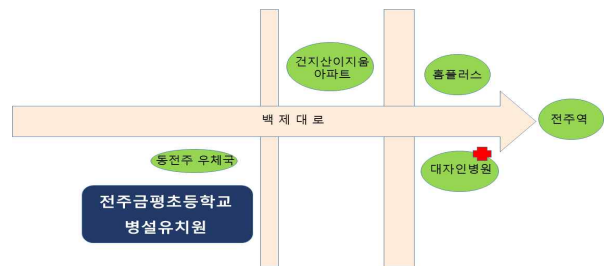 건지산이지움
아파트
홈플러스
백 제 대 로
전주역
동전주 우체국
대자인병원
전주금평초등학교
병설유치원